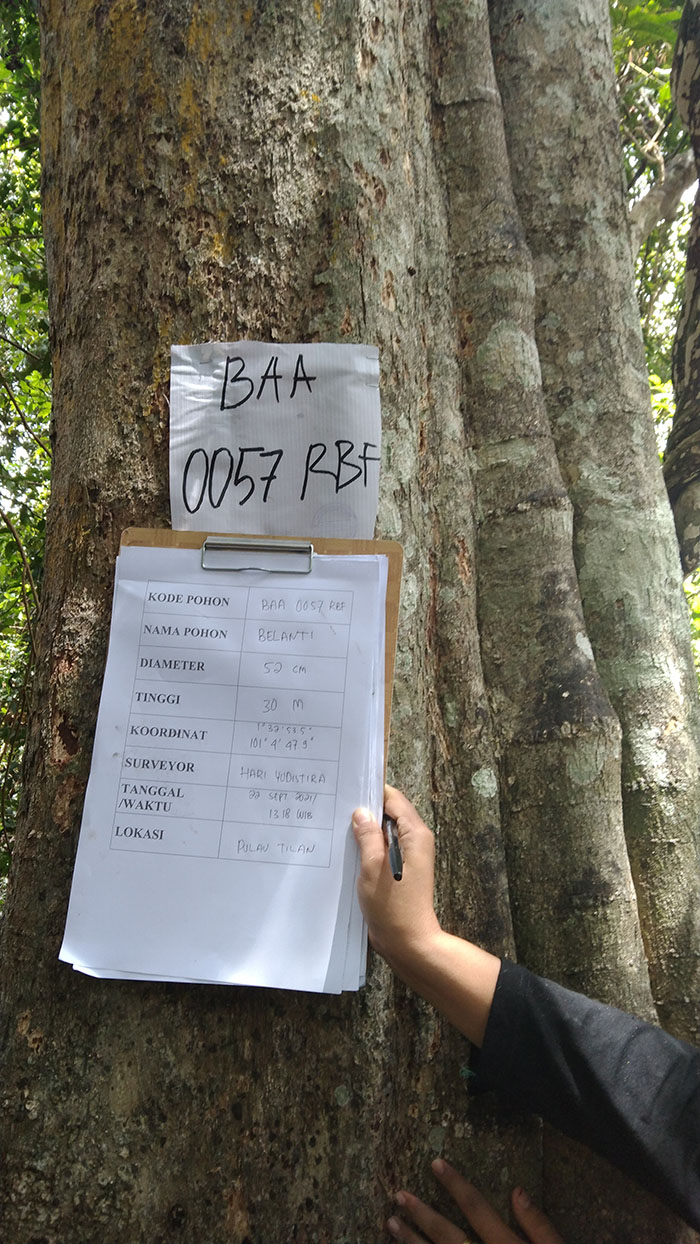 BAA
0057 RBF
KODE POHON BAA 0057 RBF
NAMA POHON BELANTI
DIAMETER 52 CM
TINGGI 30 M
KOORDINAT 1° 32' 53.5"
101° 4' 47.9"
SURVEYOR HARI YUDISTIRA
TANGGAL 22 SEPT 2021/
/WAKTU 13.18 WIB
LOKASI PULAU TILAN